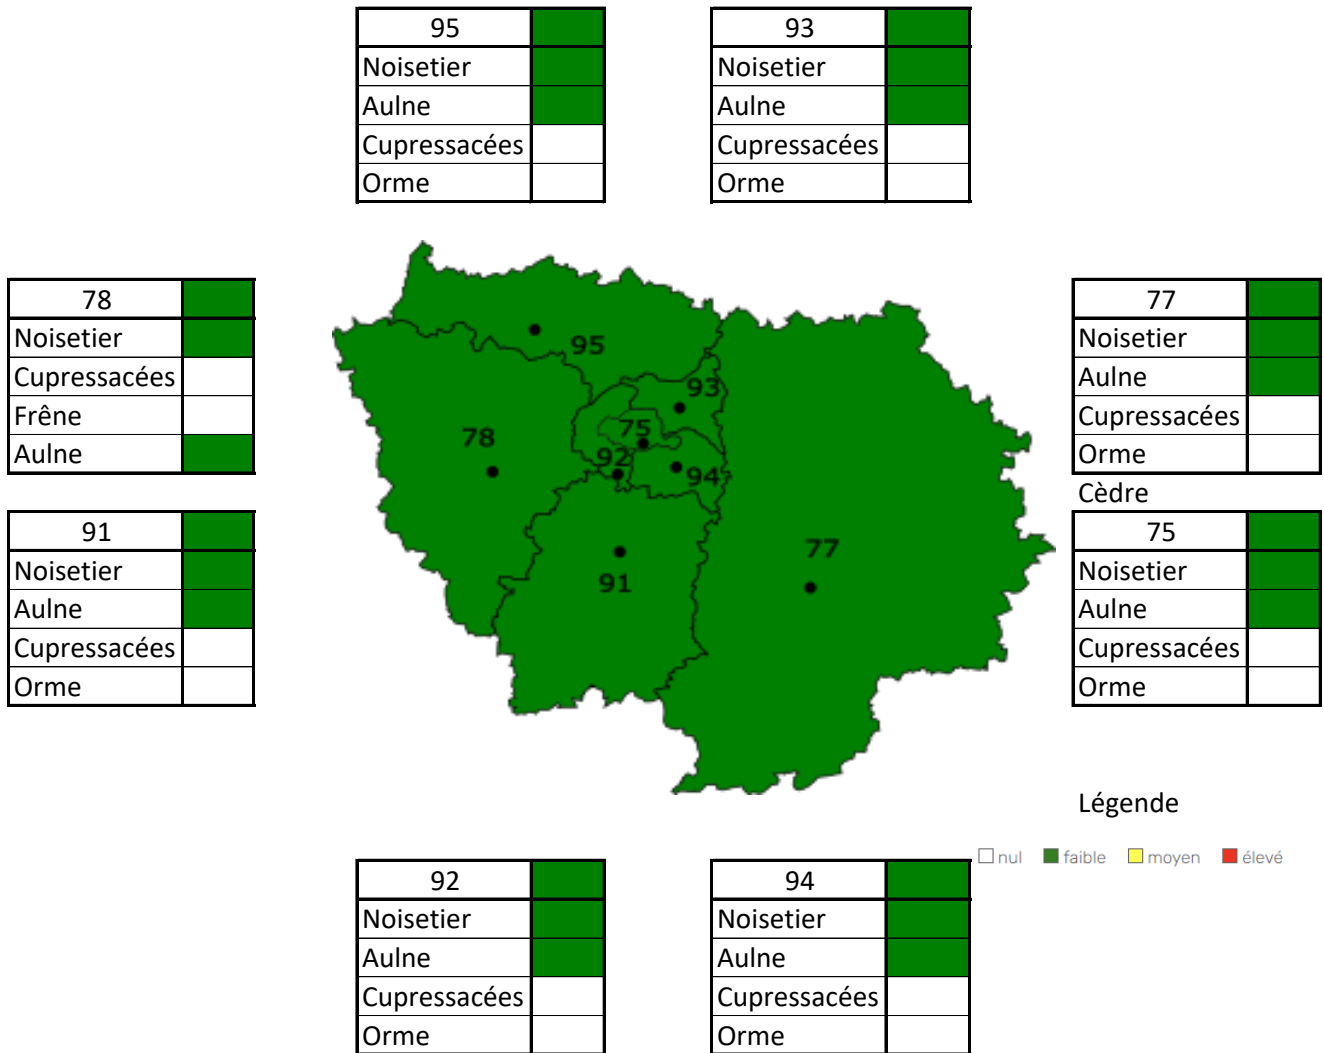 95
Noisetier
Aulne
Cupressacées
Orme
93
Noisetier
Aulne
Cupressacées
Orme
78
Noisetier
Cupressacées
Frêne
Aulne
91
Noisetier
Aulne
Cupressacées
Orme
95
93
75
78
92
94
77
91
77
Noisetier
Aulne
Cupressacées
Orme
Cèdre
75
Noisetier
Aulne
Cupressacées
Orme
Légende
nul faible moyen élevé
92
Noisetier
Aulne
Cupressacées
Orme
94
Noisetier
Aulne
Cupressacées
Orme